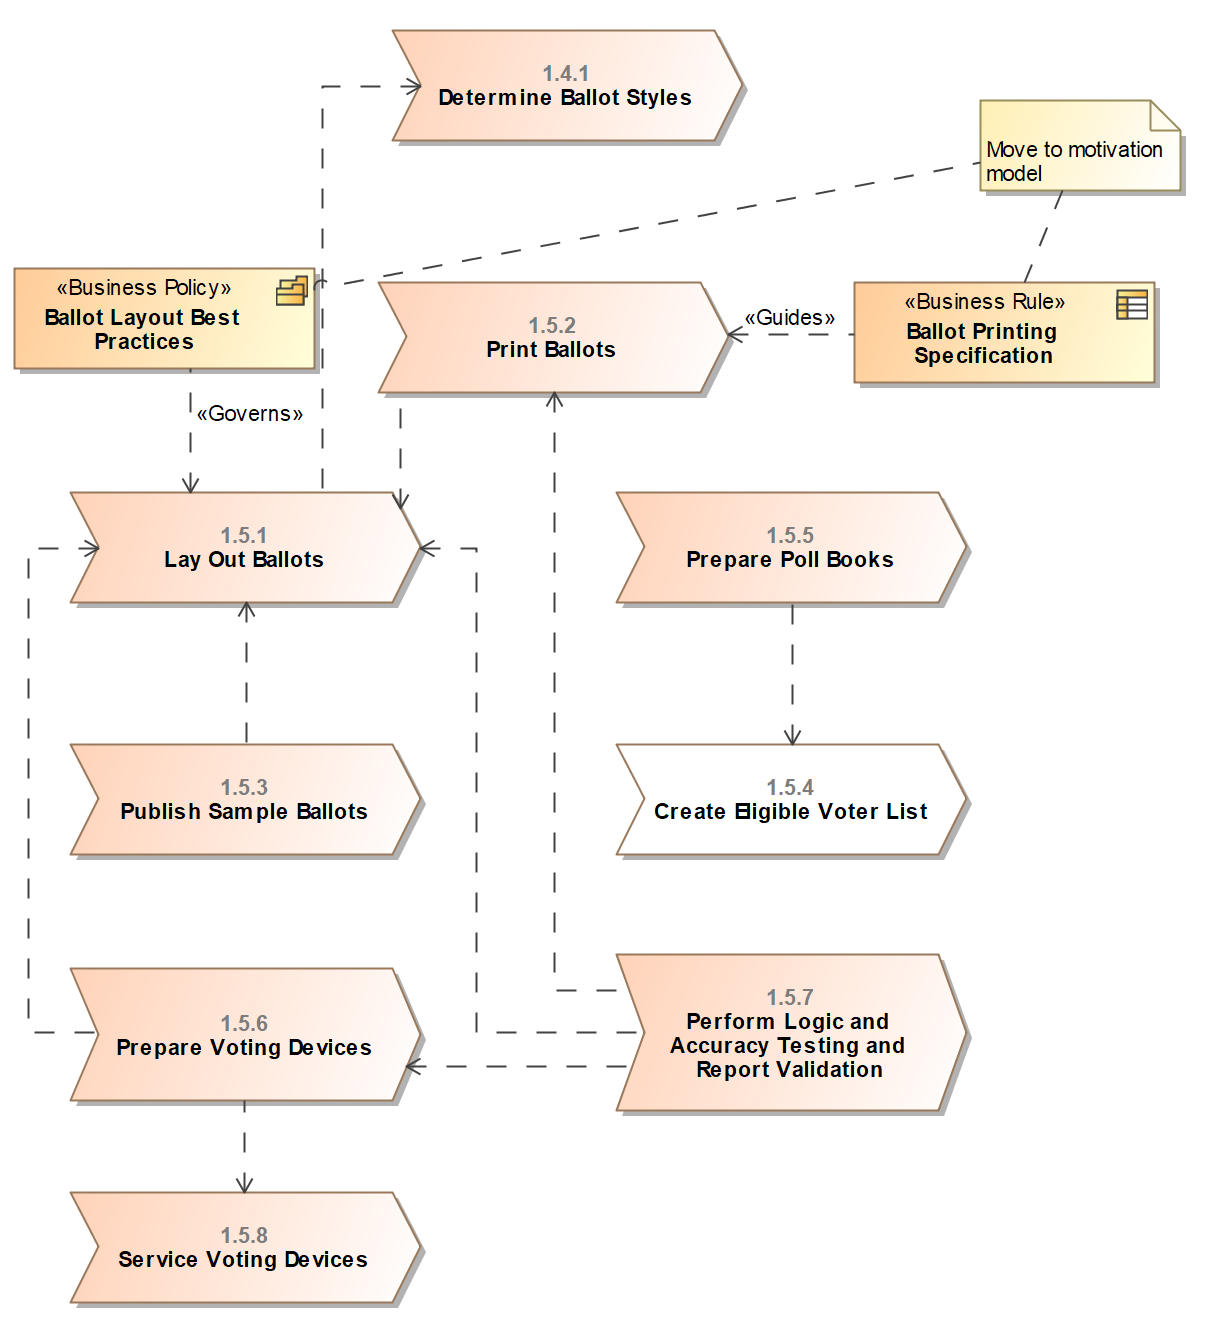 1.4.1
Determine Ballot Styles
Move to motivation
model
«Business Policy»
Ballot Layout Best
Practices
1.5.2
Print Ballots
«Guides»
«Business Rule»
Ballot Printing
Specification
«Governs»
1.5.1
Lay Out Ballots
1.5.5
Prepare Poll Books
1.5.3
Publish Sample Ballots
1.5.4
Create Eligible Voter List
1.5.6
Prepare Voting Devices
1.5.7
Perform Logic and
Accuracy Testing and
Report Validation
1.5.8
Service Voting Devices